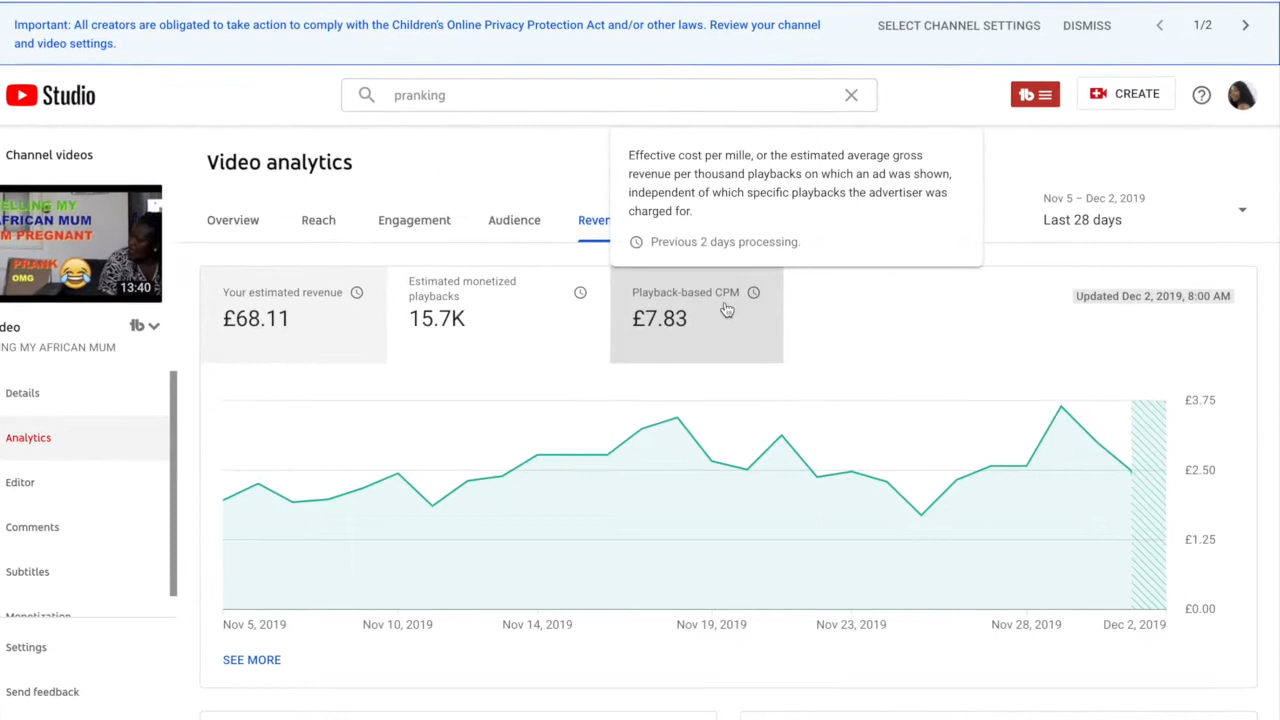 Important: All creators are obligated to take action to comply with the Children's Online Privacy Protection Act and/or other laws. Review your channel
and video settings.
SELECT CHANNEL SETTINGS
DISMISS
1/2
Studio
pranking
CREATE
Channel videos
ELLING MY
AFRICAN MUM
M PREGNANT
PRANK
OMG
13:40
deo
NG MY AFRICAN MUM
Details
Analytics
Editor
Comments
Subtitles
Monetization
Settings
Send feedback
Video analytics
Overview
Reach
Engagement
Audience
Reven
Effective cost per mille, or the estimated average gross
revenue per thousand playbacks on which an ad was shown,
independent of which specific playbacks the advertiser was
charged for.
Previous 2 days processing.
Nov 5 – Dec 2, 2019
Last 28 days
Your estimated revenue
£68.11
Estimated monetized
playbacks
15.7K
Playback-based CPM
£7.83
Updated Dec 2, 2019, 8:00 AM
£3.75
£2.50
£1.25
£0.00
Nov 5, 2019
Nov 10, 2019
Nov 14, 2019
Nov 19, 2019
Nov 23, 2019
Nov 28, 2019
Dec 2, 2019
SEE MORE